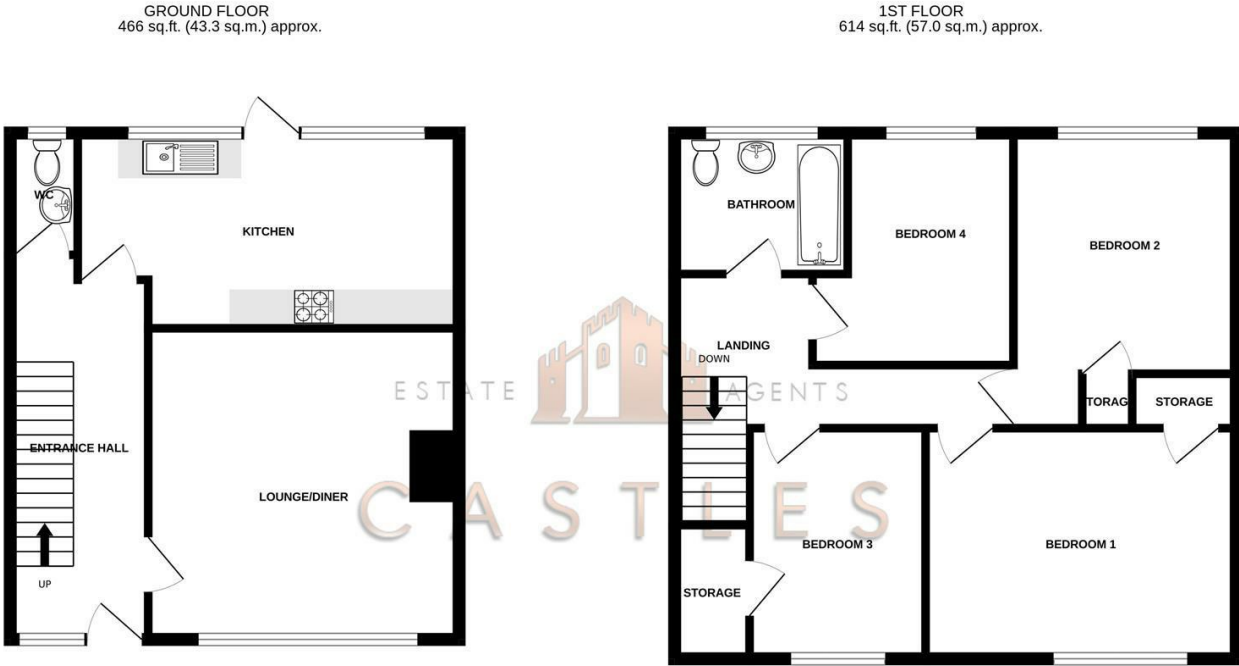 GROUND FLOOR
466 sq.ft. (43.3 sq.m.) approx.
1ST FLOOR
614 sq.ft. (57.0 sq.m.) approx.
WC
KITCHEN
ENTRANCE HALL
LOUNGE/DINER
UP
BATHROOM
BEDROOM 4
BEDROOM 2
LANDING
DOWN
TORAG
STORAGE
BEDROOM 3
BEDROOM 1
STORAGE
ESTATE AGENTS
CASTLES